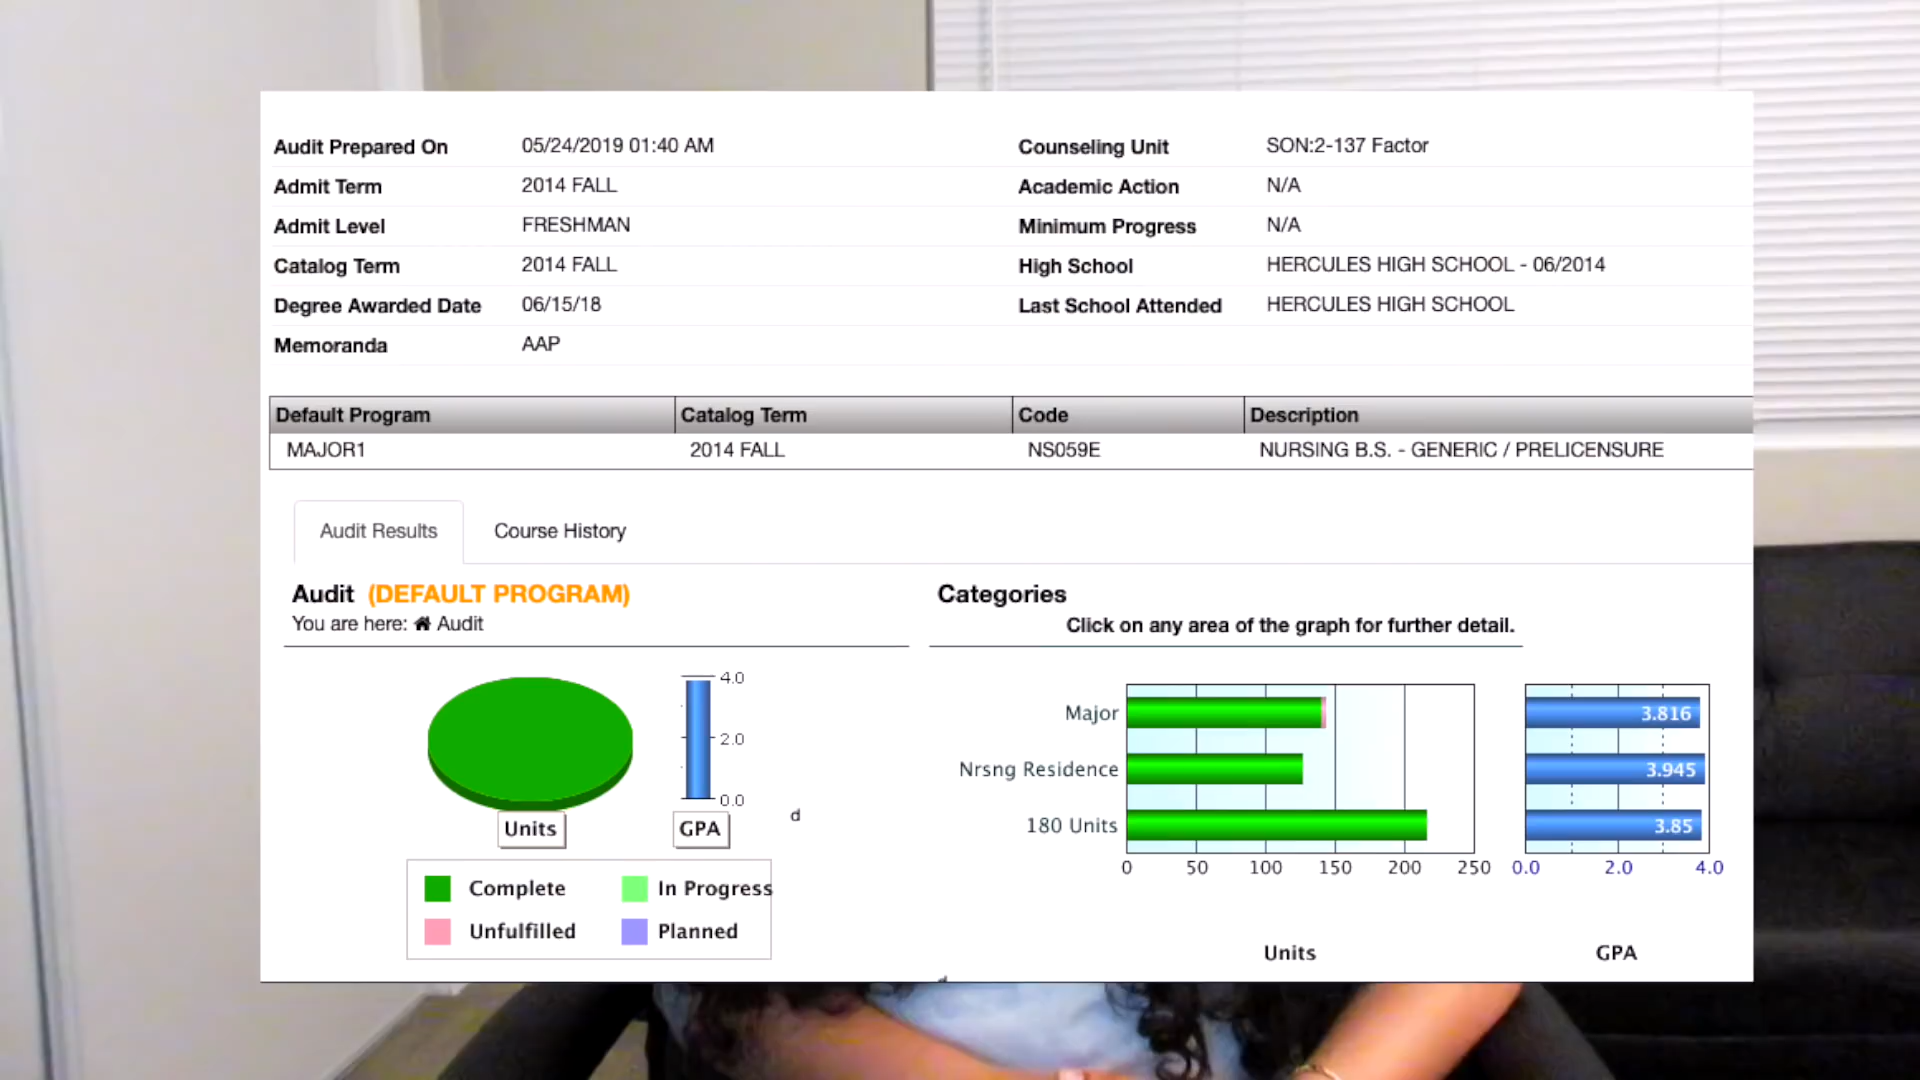 Audit Prepared On 05/24/2019 01:40 AM Counseling Unit SON:2-137 Factor
Admit Term 2014 FALL Academic Action N/A
Admit Level FRESHMAN Minimum Progress N/A
Catalog Term 2014 FALL High School HERCULES HIGH SCHOOL - 06/2014
Degree Awarded Date 06/15/18 Last School Attended HERCULES HIGH SCHOOL
Memoranda AAP
Default Program Catalog Term Code Description
MAJOR1 2014 FALL NS059E NURSING B.S. - GENERIC / PRELICENSURE
Audit Results Course History
Audit (DEFAULT PROGRAM)
You are here: Audit
4.0
2.0
0.0
d
Units GPA
Complete In Progress
Unfulfilled Planned
Categories
Click on any area of the graph for further detail.
Major 3.816
Nrsng Residence 3.945
180 Units 3.85
0 50 100 150 200 250 0.0 2.0 4.0
Units GPA